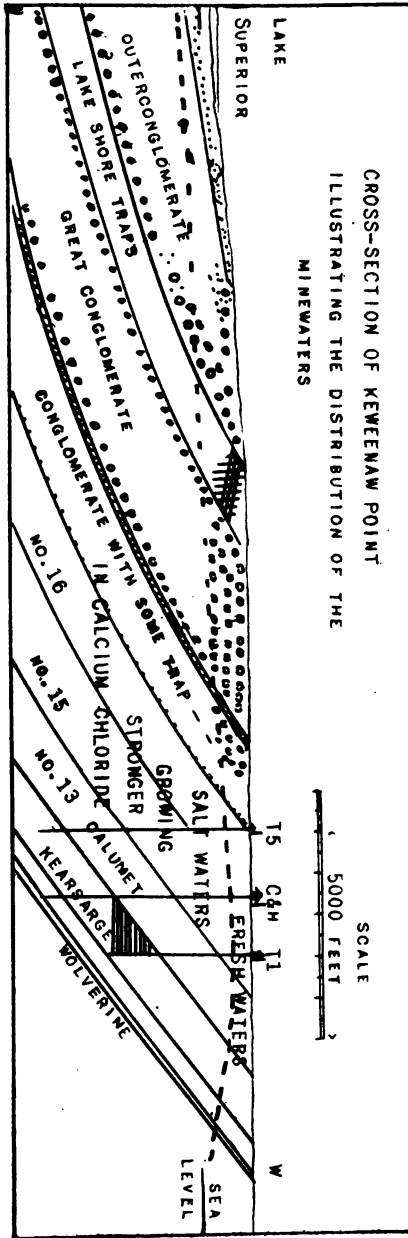 CROSS-SECTION OF KEWEENAW POINT
ILLUSTRATING THE DISTRIBUTION OF THE
MINEWATERS
SCALE
5000
FEET
LAKE
SUPERIOR
T5
C&H
T1
W
OUTERCONGLOMERATE
LAKE SHORE TRAPS
GREAT CONGLOMERATE
CONGLOMERATE WITH SOME TRAP
FRESH WATERS
SALT WATERS
GROWING
STRONGER
IN CALCIUM CHLORIDE
SEA
LEVEL
NO. 16
NO. 15
NO. 13
CALUMET
KEARSARGE
WOLVERINE